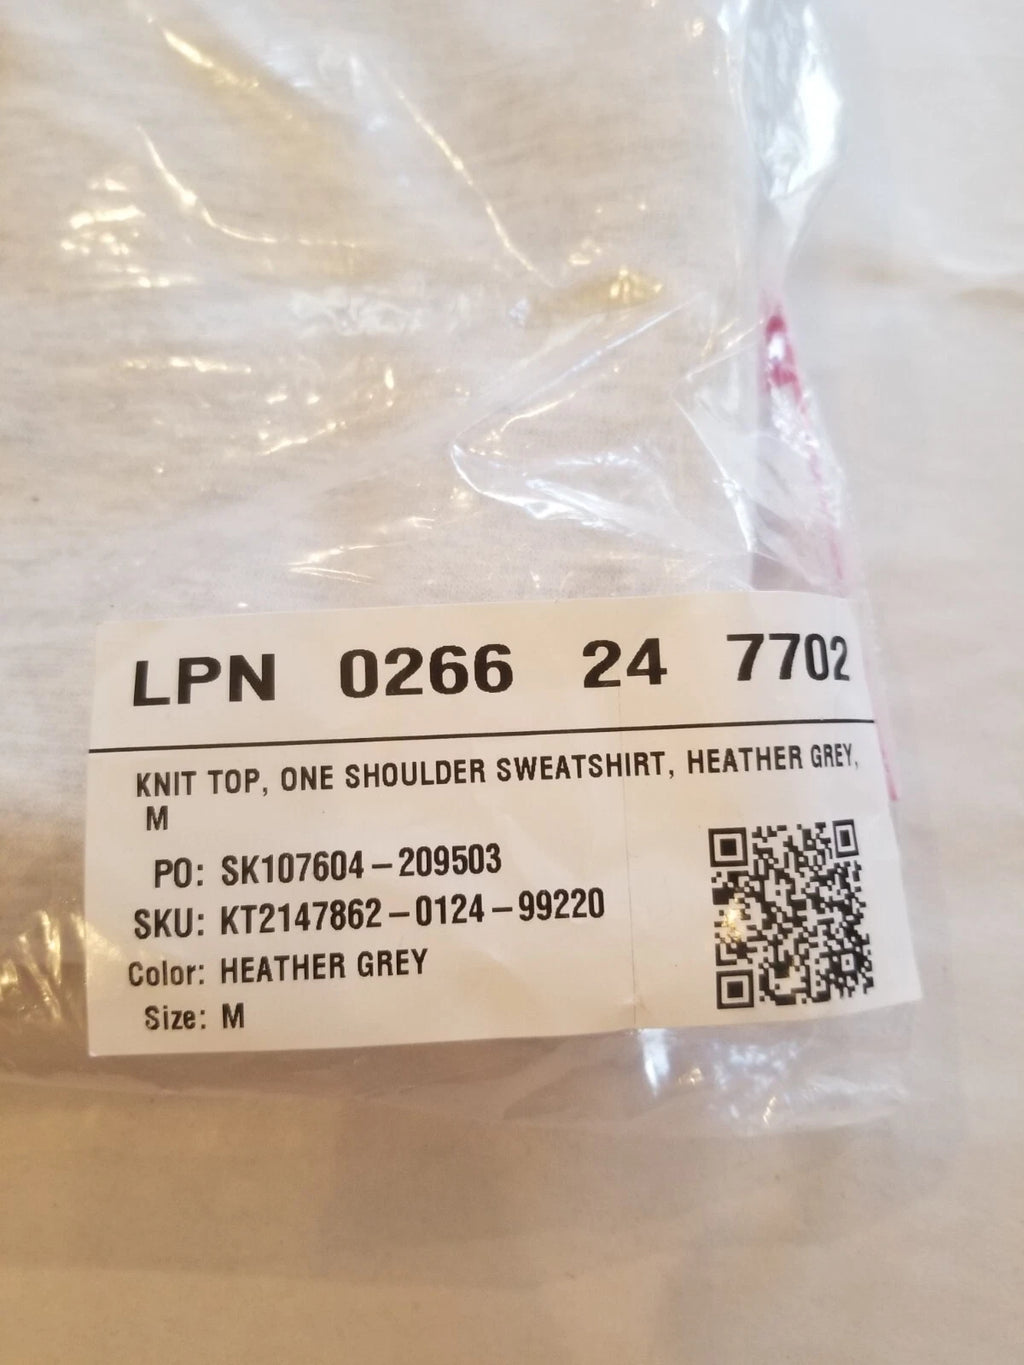 LPN 0266 24 7702
KNIT TOP, ONE SHOULDER SWEATSHIRT, HEATHER GREY,
M
PO: SK107604-209503
SKU: KT2147862-0124-99220
Color: HEATHER GREY
Size: M